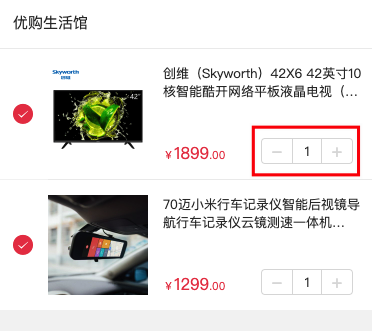 优购生活馆
Skyworth
创维
42"
创维（Skyworth）42X6 42英寸10
核智能酷开网络平板液晶电视（...
¥1899.00
− 1 +
70迈小米行车记录仪智能后视镜导
航行车记录仪云镜测速一体机...
¥1299.00
− 1 +